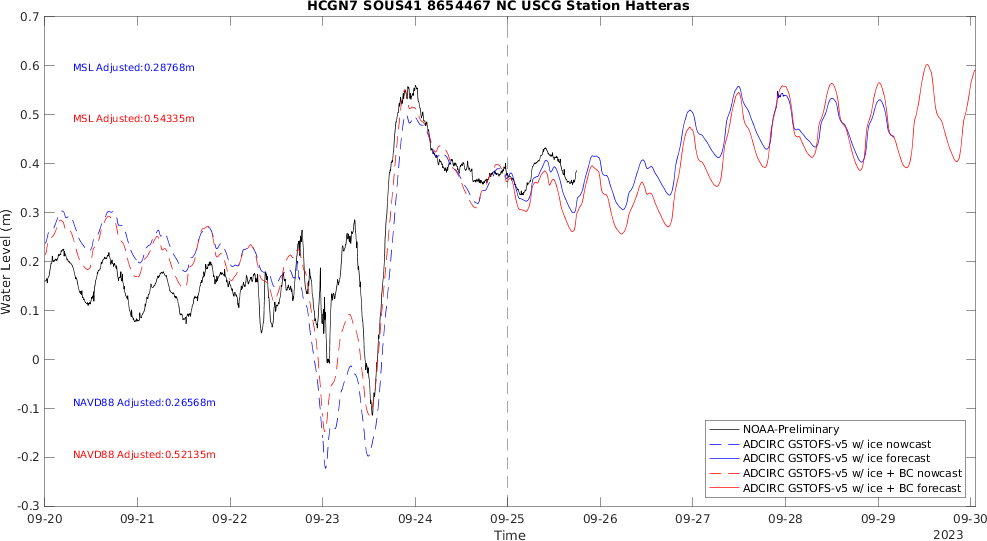 HCGN7 SOUS41 8654467 NC USCG Station Hatteras
0.7
0.6
0.5
0.4
0.3
0.2
0.1
0
-0.1
-0.2
-0.3
Water Level (m)
MSL Adjusted:0.28768m
MSL Adjusted:0.54335m
NAVD88 Adjusted:0.26568m
NAVD88 Adjusted:0.52135m
NOAA-Preliminary
ADCIRC GSTOFS-v5 w/ ice nowcast
ADCIRC GSTOFS-v5 w/ ice forecast
ADCIRC GSTOFS-v5 w/ ice + BC nowcast
ADCIRC GSTOFS-v5 w/ ice + BC forecast
09-20 09-21 09-22 09-23 09-24 09-25 09-26 09-27 09-28 09-29 09-30
Time
2023